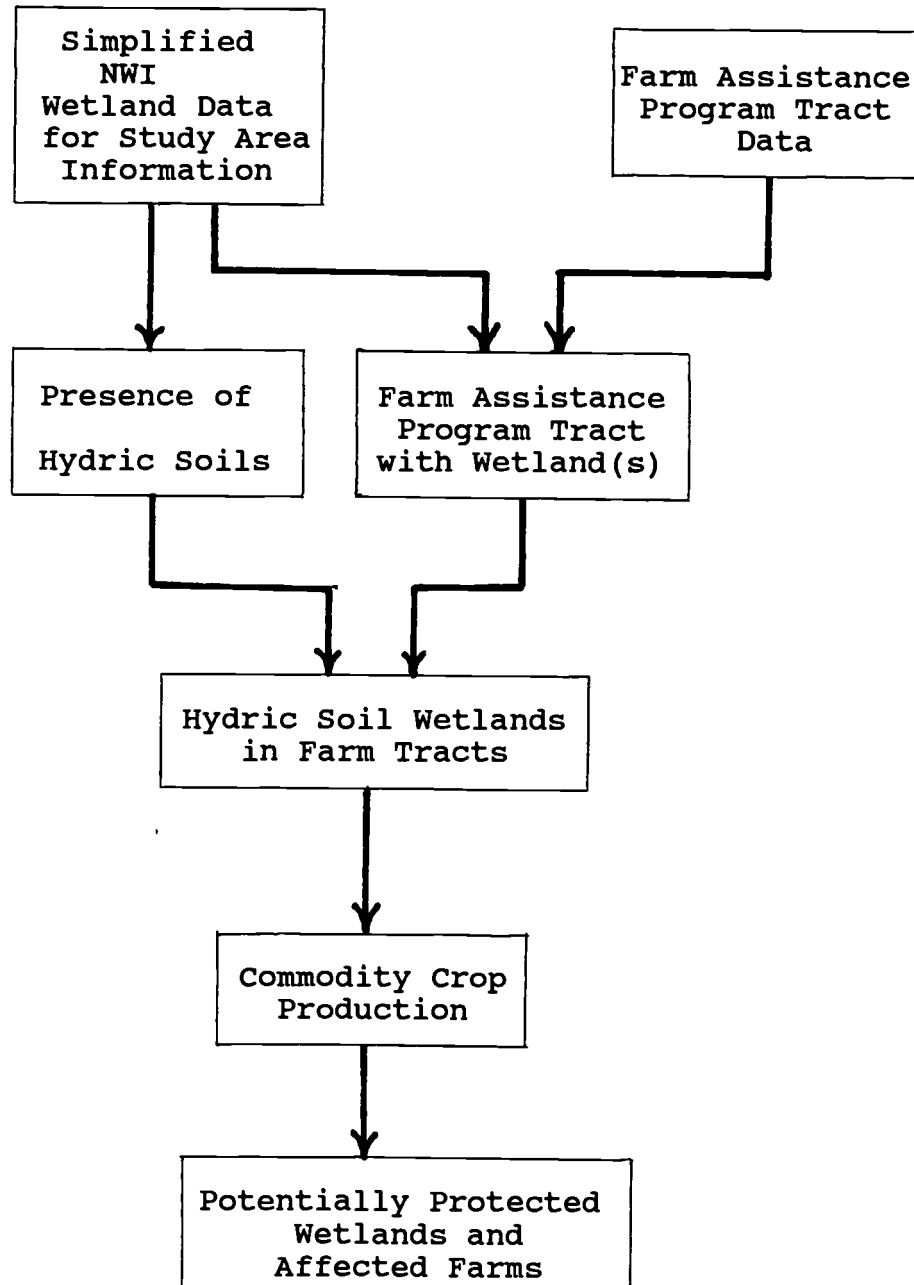 Simplified
NWI
Wetland Data
for Study Area
Information
Farm Assistance
Program Tract
Data
Presence of
Hydric Soils
Farm Assistance
Program Tract
with Wetland(s)
Hydric Soil Wetlands
in Farm Tracts
Commodity Crop
Production
Potentially Protected
Wetlands and
Affected Farms